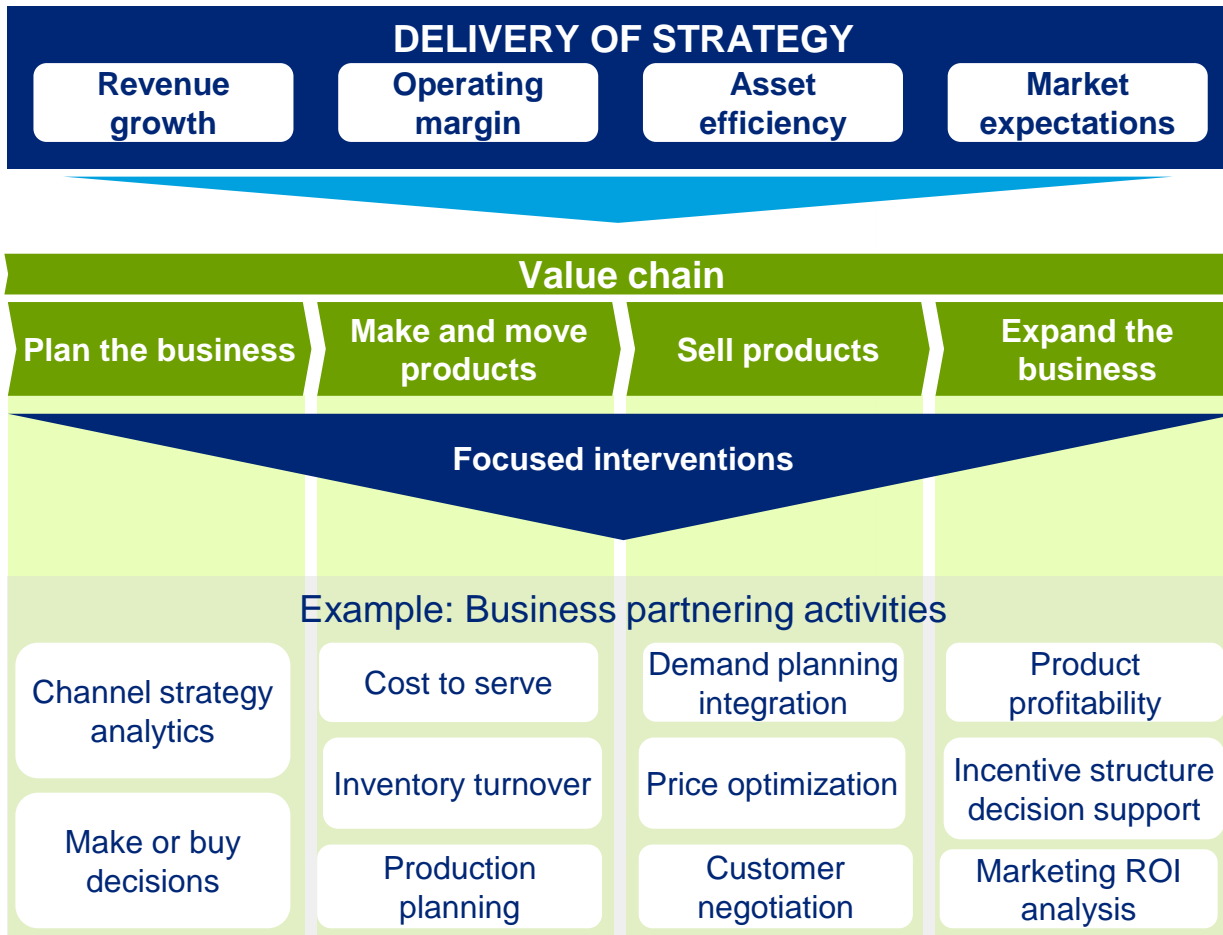 DELIVERY OF STRATEGY
Revenue
growth
Operating
margin
Asset
efficiency
Market
expectations
Value chain
Plan the business
Make and move
products
Sell products
Expand the
business
Focused interventions
Example: Business partnering activities
Channel strategy
analytics
Make or buy
decisions
Cost to serve
Inventory turnover
Production
planning
Demand planning
integration
Price optimization
Customer
negotiation
Product
profitability
Incentive structure
decision support
Marketing ROI
analysis